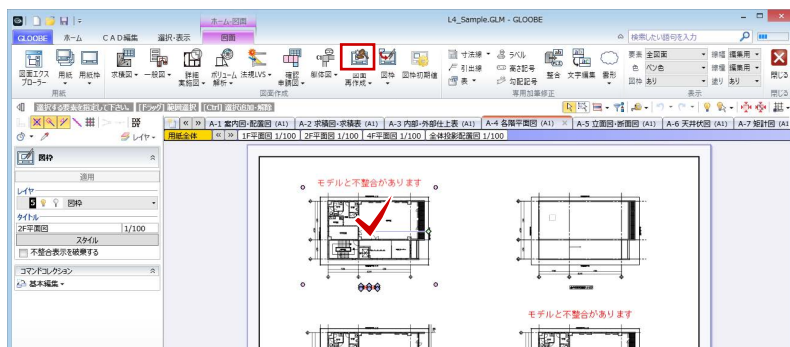 ホーム-図面
L4_Sample.GLM - GLOOBE
GLOOBE ホーム CAD編集 選択・表示 図面
検索したい語句を入力
図面エクスプローラー 用紙 用紙枠 求積図 一般図 詳細実施図 ボリューム解析 法規LVS 確認申請図 部体図 図面再作成 図枠 図枠初期値
寸法線 ラベル
引出線 高さ記号
表 勾配記号
整合 文字編集 雲形
要素 全図面 線幅 編集用
色 ペン色 線種 編集用
図枠 あり 塗り あり
閉じる
用紙 図面作成 専用加筆修正 表示 閉じる
選択する要素を指定して下さい。 [ドラッグ] 範囲選択 [Ctrl] 選択追加・解除
レイヤ
A-1 案内図・配置図 (A1) A-2 求積図・求積表 (A1) A-3 内部・外部仕上表 (A1) A-4 各階平面図 (A1) A-5 立面図・断面図 (A1) A-6 天井伏図 (A1) A-7 矩計図 (A1)
用紙全体 1F平面図 1/100 2F平面図 1/100 4F平面図 1/100 全体投影配置図 1/100
図枠
適用
レイヤ
5 図枠
タイトル
2F平面図 1/100
スタイル
不整合表示を破棄する
コマンドコレクション
基本編集
モデルと不整合があります
モデルと不整合があります